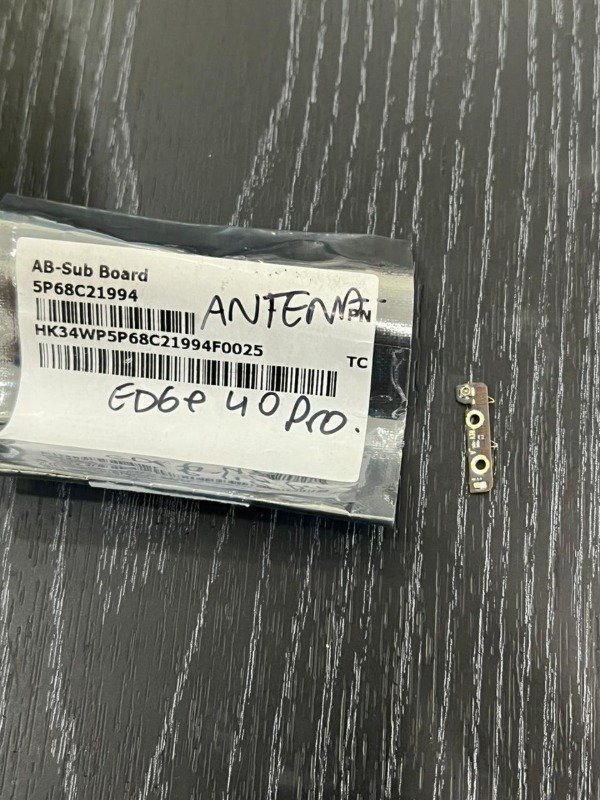 AB-Sub Board
5P68C21994
ANTENA
PN
HK34WP5P68C21994F0025
TC
EDGe 40 Pro.